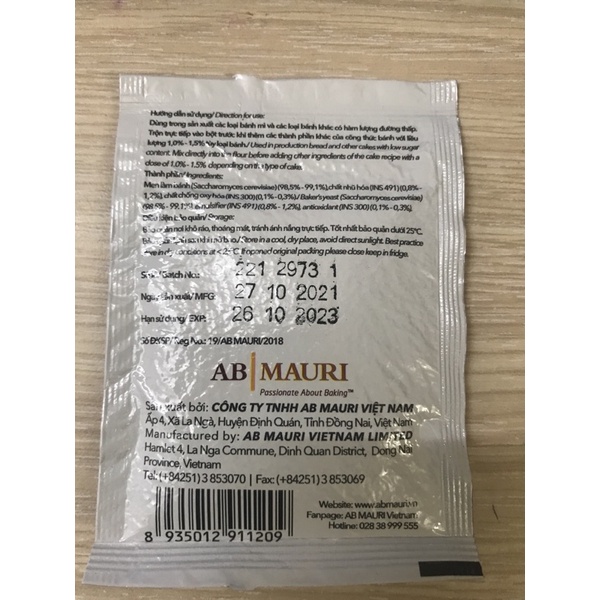 Hướng dẫn sử dụng/ Direction for use:
Dùng trong sản xuất các loại bánh mì và các loại bánh khác có hàm lượng đường thấp.
Trộn trực tiếp vào bột trước khi thêm các thành phần khác của công thức bánh với liều
lượng 1,0% - 1,5% tùy loại bánh./ Used in production bread and other cakes with low sugar
content. Mix directly into the flour before adding other ingredients of the cake recipe with a
dose of 1.0% - 1.5% depending on the type of cake.
Thành phần/ Ingredients:
Men làm bánh (Saccharomyces cerevisiae) (98,5% - 99,1%), chất nhũ hóa (INS 491) (0,8% -
1,2%), chất chống oxy hóa (INS 300) (0,1% - 0,3%)./ Baker's yeast (Saccharomyces cerevisiae)
(98,5% - 99,1%), emulsifier (INS 491) (0,8% - 1,2%), antioxidant (INS 300) (0,1% - 0,3%).
Điều kiện bảo quản/ Storage:
Bảo quản nơi khô ráo, thoáng mát, tránh ánh nắng trực tiếp. Tốt nhất bảo quản dưới 25°C.
Store in a cool, dry place, avoid direct sunlight. Best practice
in dry conditions at < 25°C. If opened original packing please close keep in fridge.
Số lô/ Batch No.: 221 2973 1
Ngày sản xuất/ MFG: 27 10 2021
Hạn sử dụng/ EXP: 26 10 2023
Số ĐKSP/ Reg No.: 19/AB MAURI/2018
AB MAURI
Passionate About Baking™
Sản xuất bởi: CÔNG TY TNHH AB MAURI VIỆT NAM
Ấp 4, Xã La Ngà, Huyện Định Quán, Tỉnh Đồng Nai, Việt Nam
Manufactured by: AB MAURI VIETNAM LIMITED
Hamlet 4, La Nga Commune, Dinh Quan District, Dong Nai
Province, Vietnam
Tel: (+84251) 3 853070 | Fax: (+84251) 3 853069
Website: www.abmauri.vn
Fanpage: AB MAURI Vietnam
Hotline: 028 38 999 555
8 935012 911209